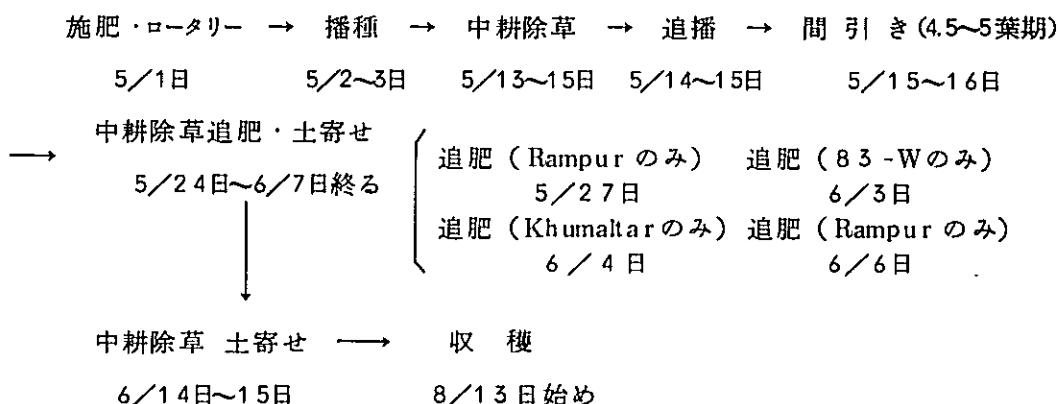 施肥・ロータリー → 播種 → 中耕除草 → 追播 → 間引き(4.5~5葉期)
5/1日 5/2~3日 5/13~15日 5/14~15日 5/15~16日
→ 中耕除草追肥・土寄せ
5/24日~6/7日終る
追肥(Rampurのみ) 追肥(83-Wのみ)
5/27日 6/3日
追肥(Khumaltarのみ) 追肥(Rampurのみ)
6/4日 6/6日
中耕除草 土寄せ → 収穫
6/14日~15日 8/13日始め